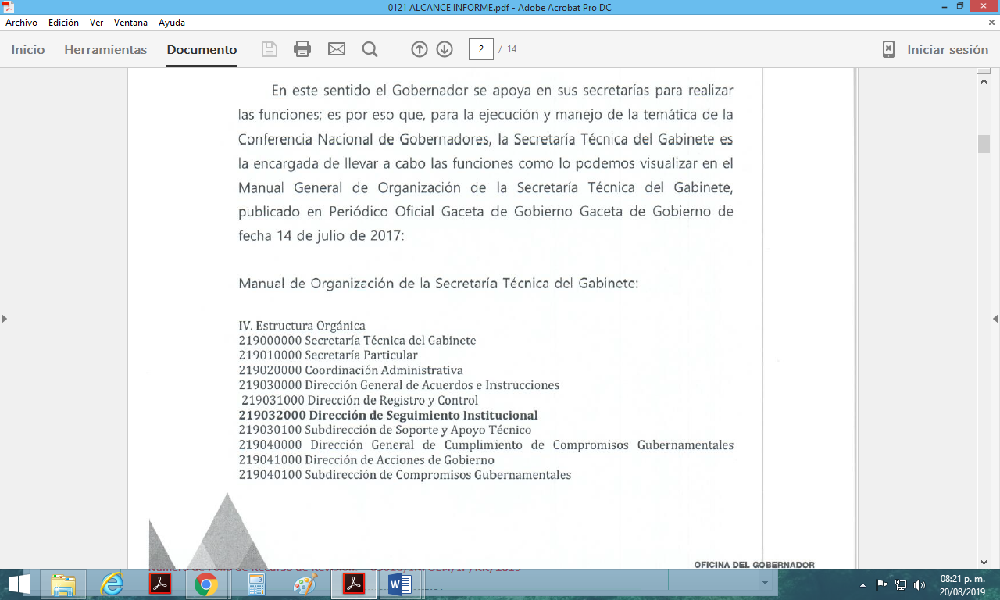 0121 ALCANCE INFORME.pdf - Adobe Acrobat Pro DC
Archivo Edición Ver Ventana Ayuda
Inicio Herramientas Documento 2 / 14 Iniciar sesión
En este sentido el Gobernador se apoya en sus secretarías para realizar
las funciones; es por eso que, para la ejecución y manejo de la temática de la
Conferencia Nacional de Gobernadores, la Secretaría Técnica del Gabinete es
la encargada de llevar a cabo las funciones como lo podemos visualizar en el
Manual General de Organización de la Secretaría Técnica del Gabinete,
publicado en Periódico Oficial Gaceta de Gobierno Gaceta de Gobierno de
fecha 14 de julio de 2017:
Manual de Organización de la Secretaría Técnica del Gabinete:
IV. Estructura Orgánica
219000000 Secretaría Técnica del Gabinete
219010000 Secretaría Particular
219020000 Coordinación Administrativa
219030000 Dirección General de Acuerdos e Instrucciones
219031000 Dirección de Registro y Control
219032000 Dirección de Seguimiento Institucional
219030100 Subdirección de Soporte y Apoyo Técnico
219040000 Dirección General de Cumplimiento de Compromisos Gubernamentales
219041000 Dirección de Acciones de Gobierno
219040100 Subdirección de Compromisos Gubernamentales
OFICINA DEL GOBERNADOR
08:21 p. m.
20/08/2019